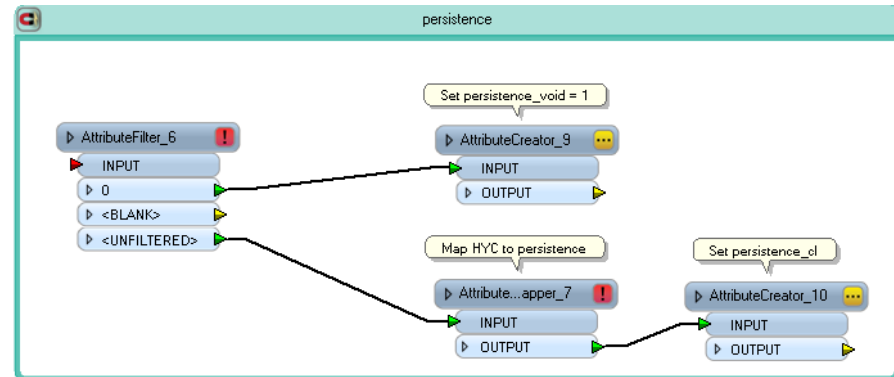 persistence
Set persistence_void = 1
AttributeFilter_6
INPUT
0
<BLANK>
<UNFILTERED>
AttributeCreator_9
INPUT
OUTPUT
Map HYC to persistence
Attribute...apper_7
INPUT
OUTPUT
Set persistence_cl
AttributeCreator_10
INPUT
OUTPUT